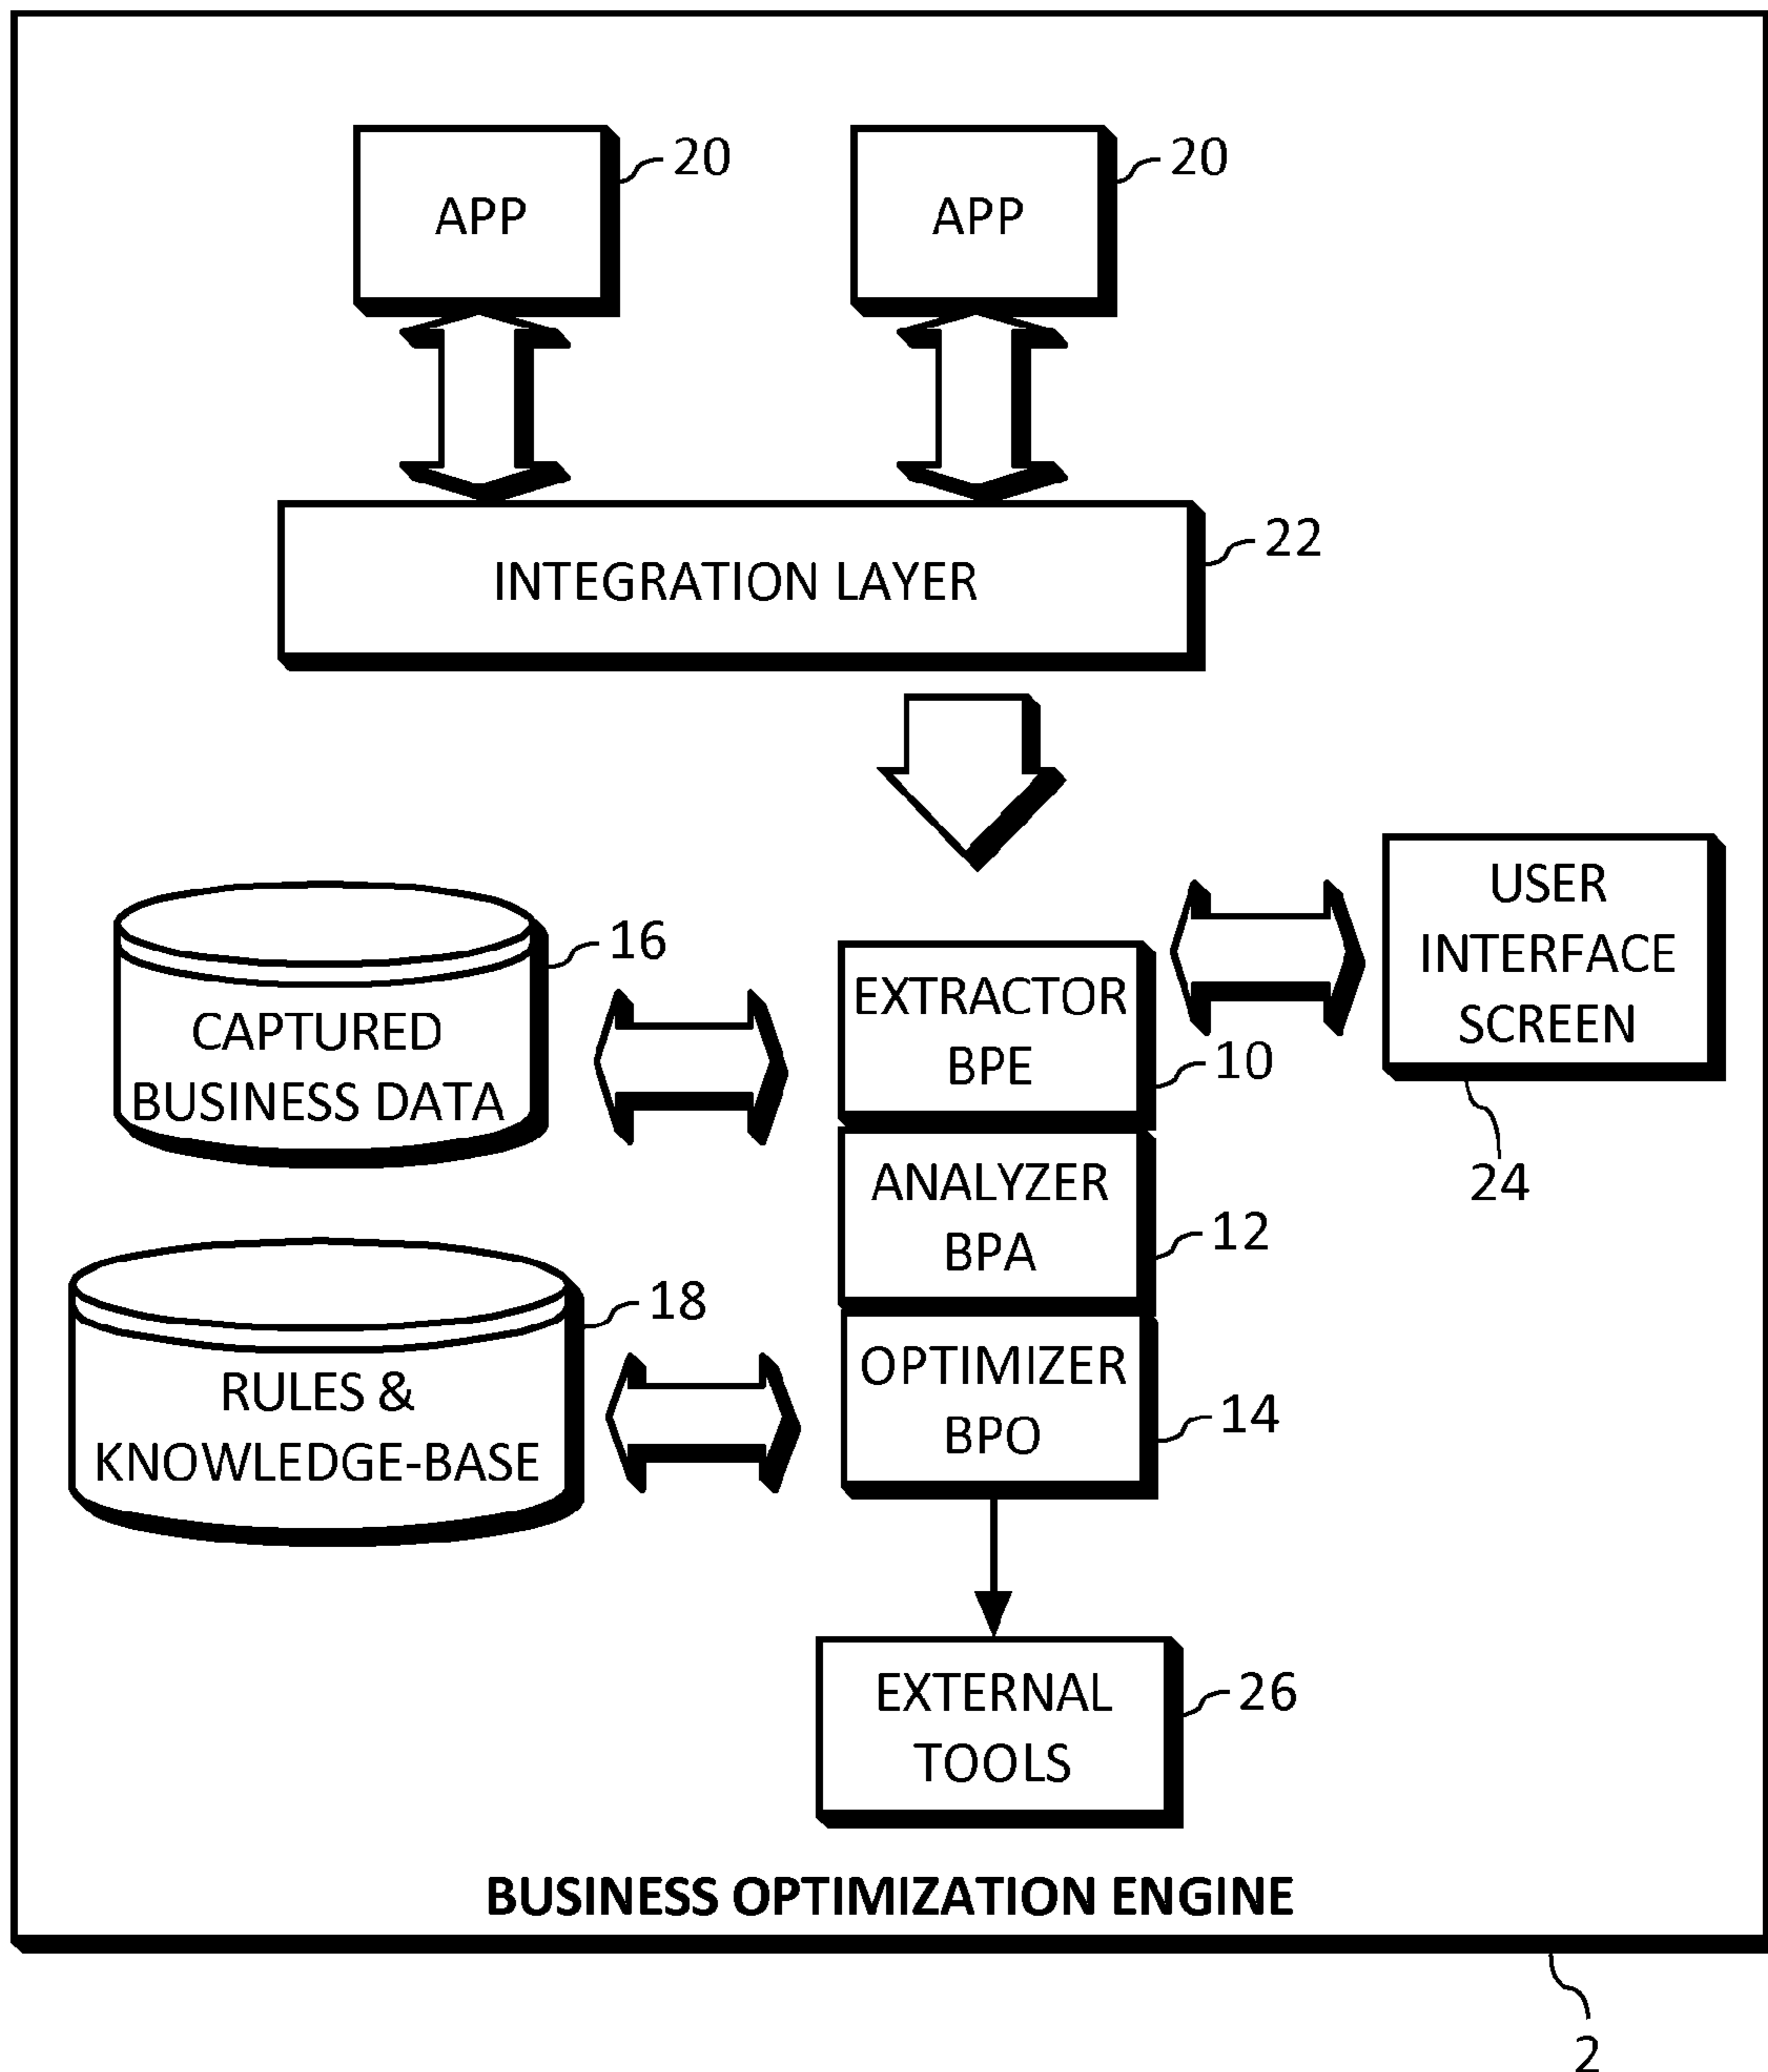 APP
20
APP
20
INTEGRATION LAYER
22
USER
INTERFACE
SCREEN
24
CAPTURED
BUSINESS DATA
16
EXTRACTOR
BPE
10
ANALYZER
BPA
12
RULES &
KNOWLEDGE-BASE
18
OPTIMIZER
BPO
14
EXTERNAL
TOOLS
26
BUSINESS OPTIMIZATION ENGINE
2